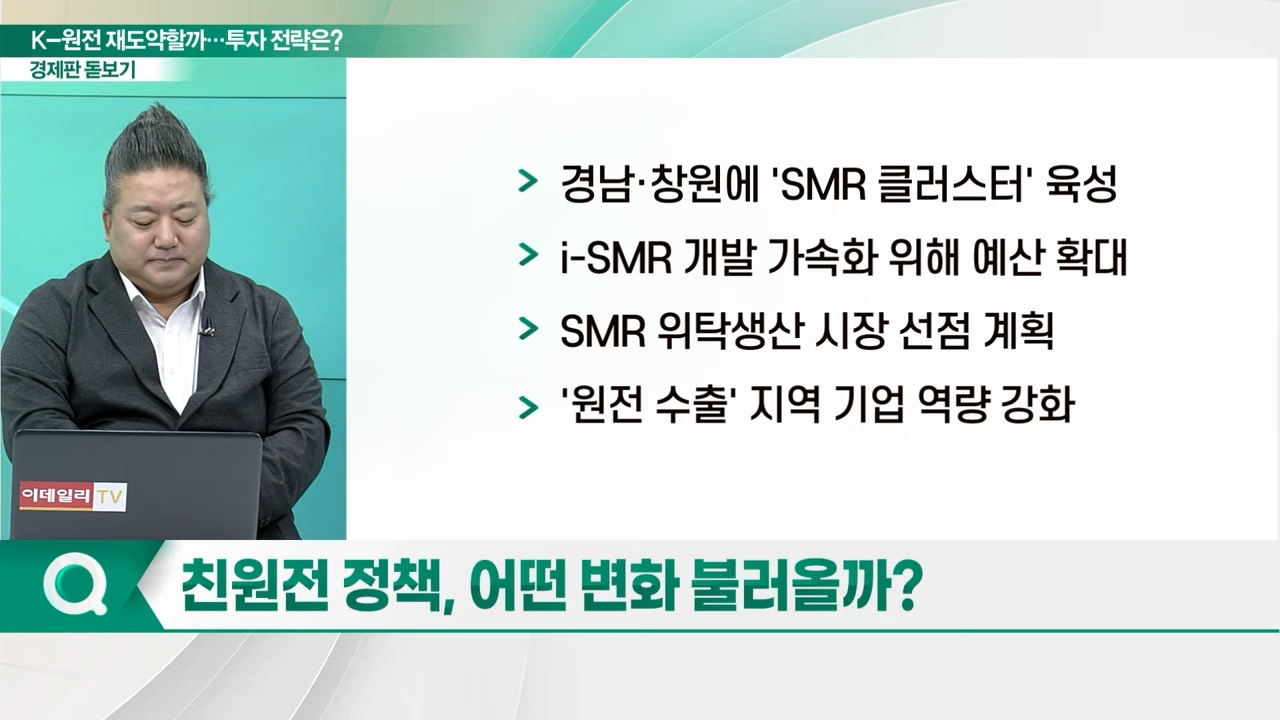 K-원전 재도약할까…투자 전략은?
경제판 돋보기
> 경남·창원에 'SMR 클러스터' 육성
> i-SMR 개발 가속화 위해 예산 확대
> SMR 위탁생산 시장 선점 계획
> '원전 수출' 지역 기업 역량 강화
이데일리 TV
친원전 정책, 어떤 변화 불러올까?